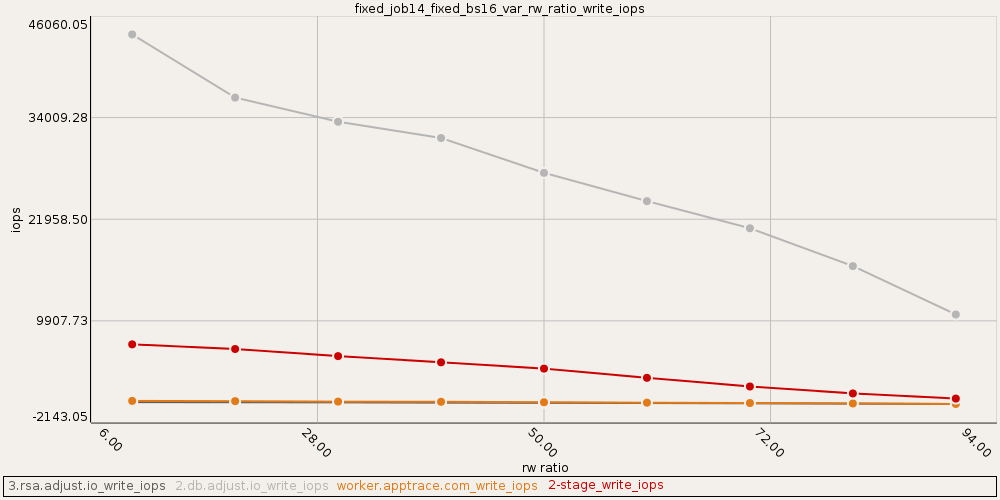 fixed_job14_fixed_bs16_var_rw_ratio_write_iops
46060.05
34009.28
21958.50
9907.73
-2143.05
iops
6.00 28.00 50.00 72.00 94.00
rw ratio
3.rsa.adjust.io_write_iops 2.db.adjust.io_write_iops worker.apptrace.com_write_iops 2-stage_write_iops